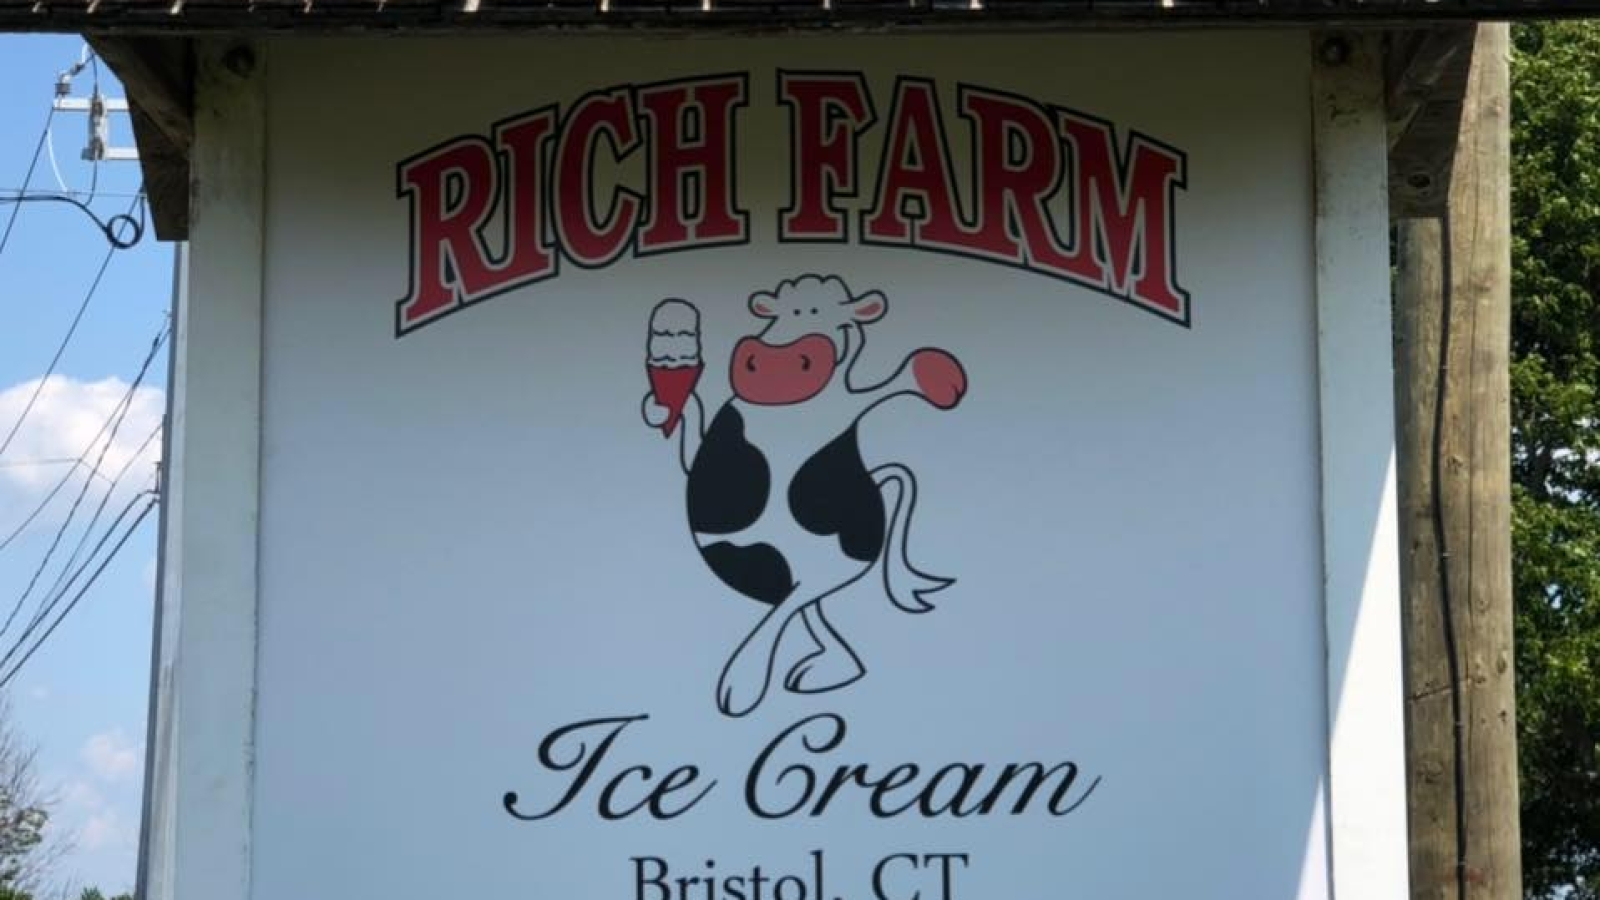 RICH FARM
Ice Cream
Bristol, CT